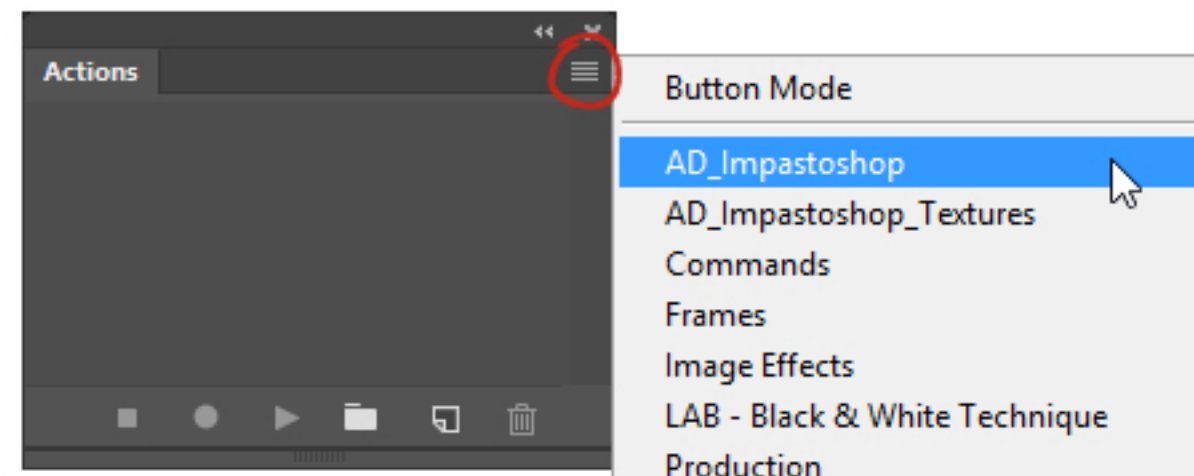 Actions
Button Mode
AD_Impastoshop
AD_Impastoshop_Textures
Commands
Frames
Image Effects
LAB - Black & White Technique
Production